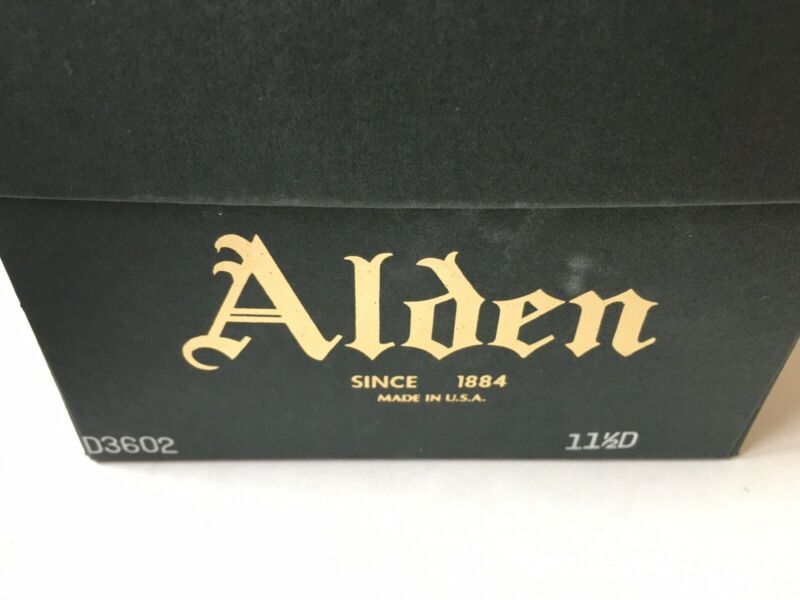 Alden
SINCE 1884
MADE IN U.S.A.
D3602 11½D